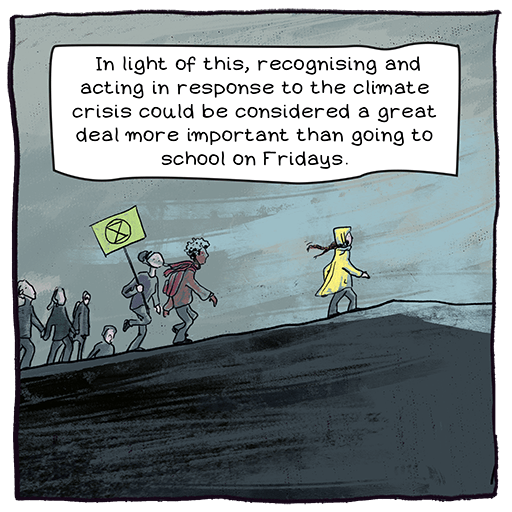 In light of this, recognising and
acting in response to the climate
crisis could be considered a great
deal more important than going to
school on Fridays.